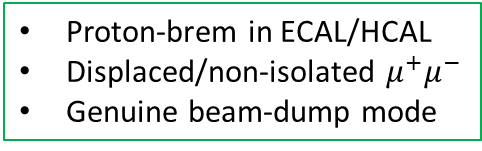 • Proton-brem in ECAL/HCAL
• Displaced/non-isolated μ⁺μ⁻
• Genuine beam-dump mode